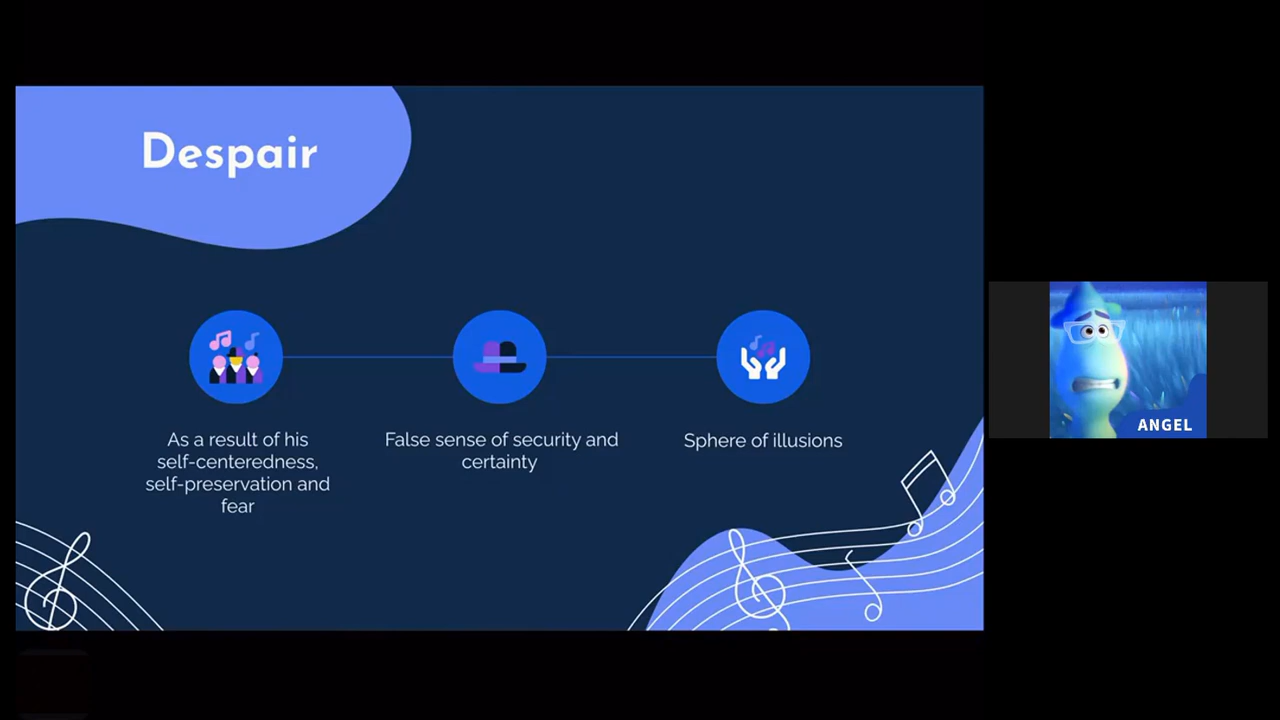 Despair
As a result of his
self-centeredness,
self-preservation and
fear
False sense of security and
certainty
Sphere of illusions
ANGEL